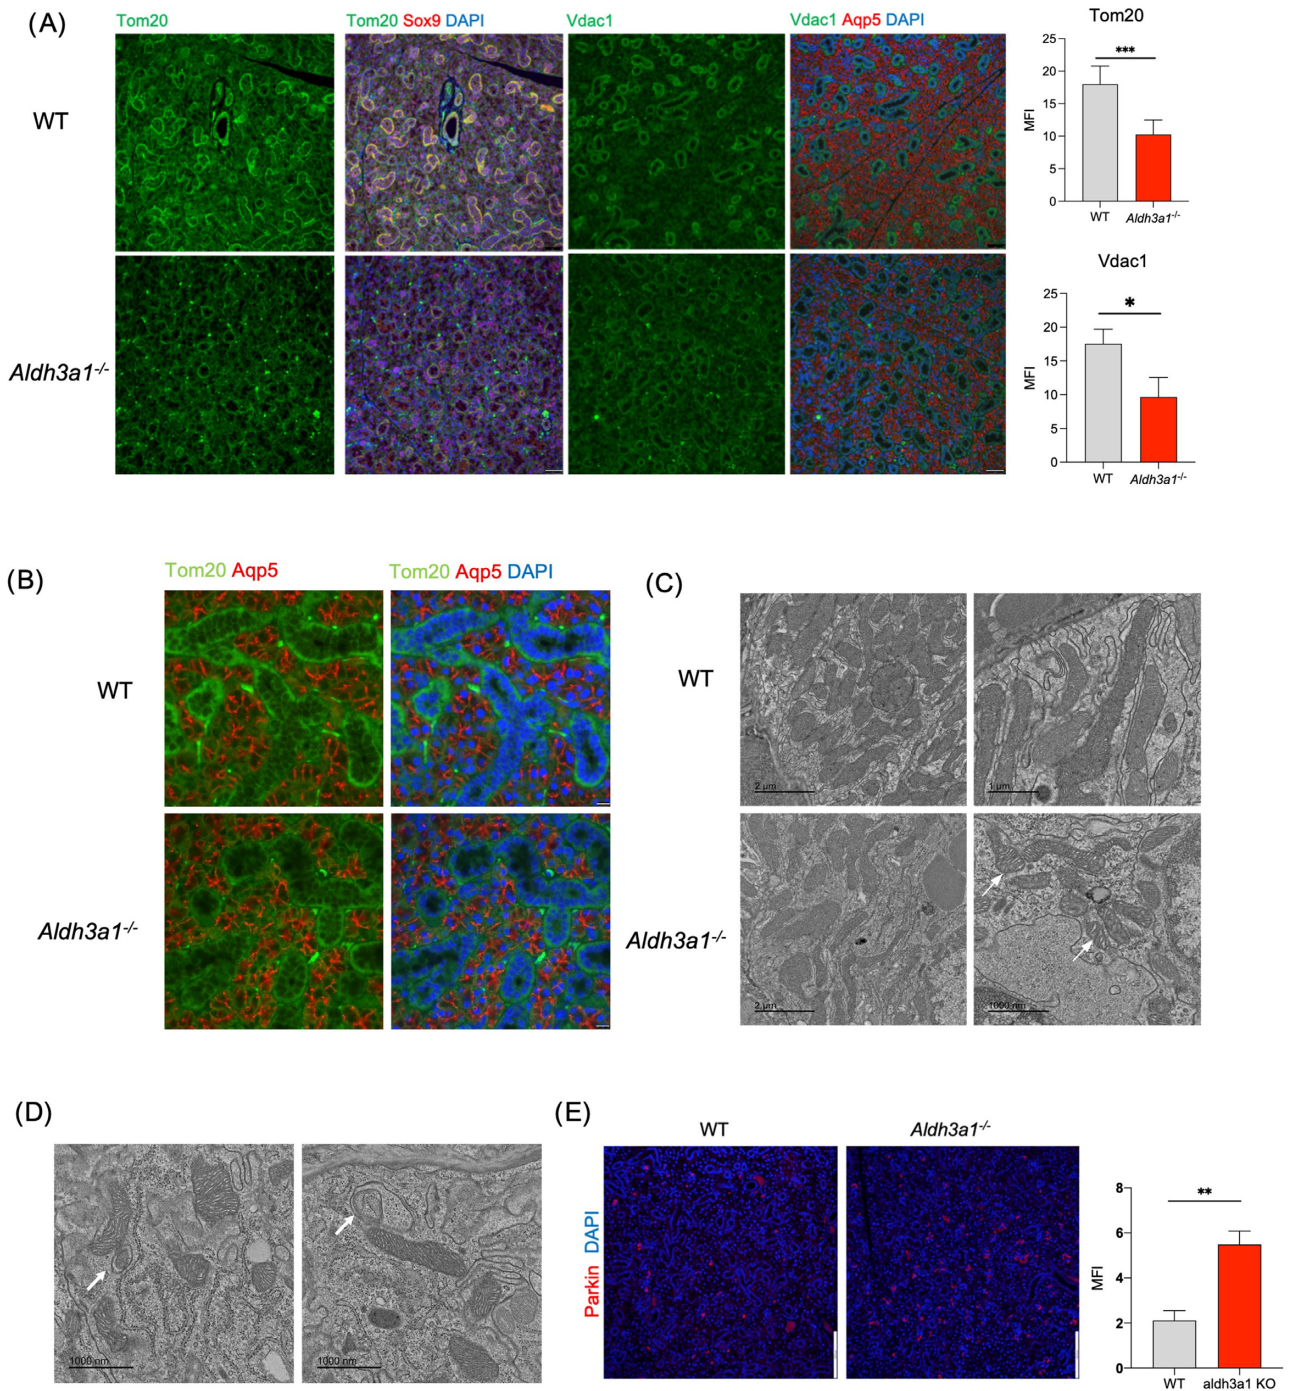 (A)
Tom20
Tom20 Sox9 DAPI
Vdac1
Vdac1 Aqp5 DAPI
WT
Aldh3a1-/-
Tom20
25
20
15
10
5
0
MFI
***
WT
Aldh3a1-/-
Vdac1
25
20
15
10
5
0
MFI
*
WT
Aldh3a1-/-
(B)
Tom20 Aqp5
Tom20 Aqp5 DAPI
WT
Aldh3a1-/-
(C)
WT
2 µm
1 µm
Aldh3a1-/-
2 µm
1000 nm
(D)
1000 nm
1000 nm
(E)
WT
Aldh3a1-/-
Parkin DAPI
8
6
4
2
0
MFI
**
WT
aldh3a1 KO